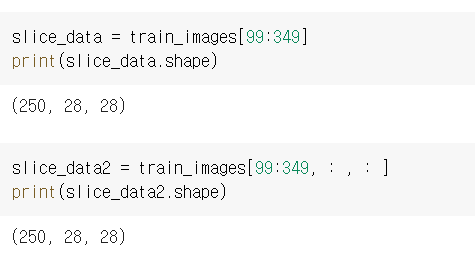 slice_data = train_images[99:349]
print(slice_data.shape)
(250, 28, 28)
slice_data2 = train_images[99:349, : , : ]
print(slice_data2.shape)
(250, 28, 28)